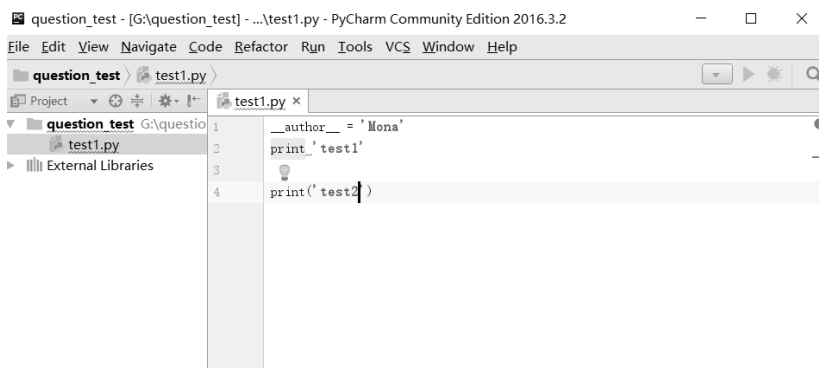 question_test - [G:\question_test] - ...\test1.py - PyCharm Community Edition 2016.3.2
File Edit View Navigate Code Refactor Run Tools VCS Window Help
question_test test1.py
Project test1.py
question_test G:\questio
test1.py
External Libraries
1 __author__ = 'Mona'
2 print 'test1'
3
4 print('test2')